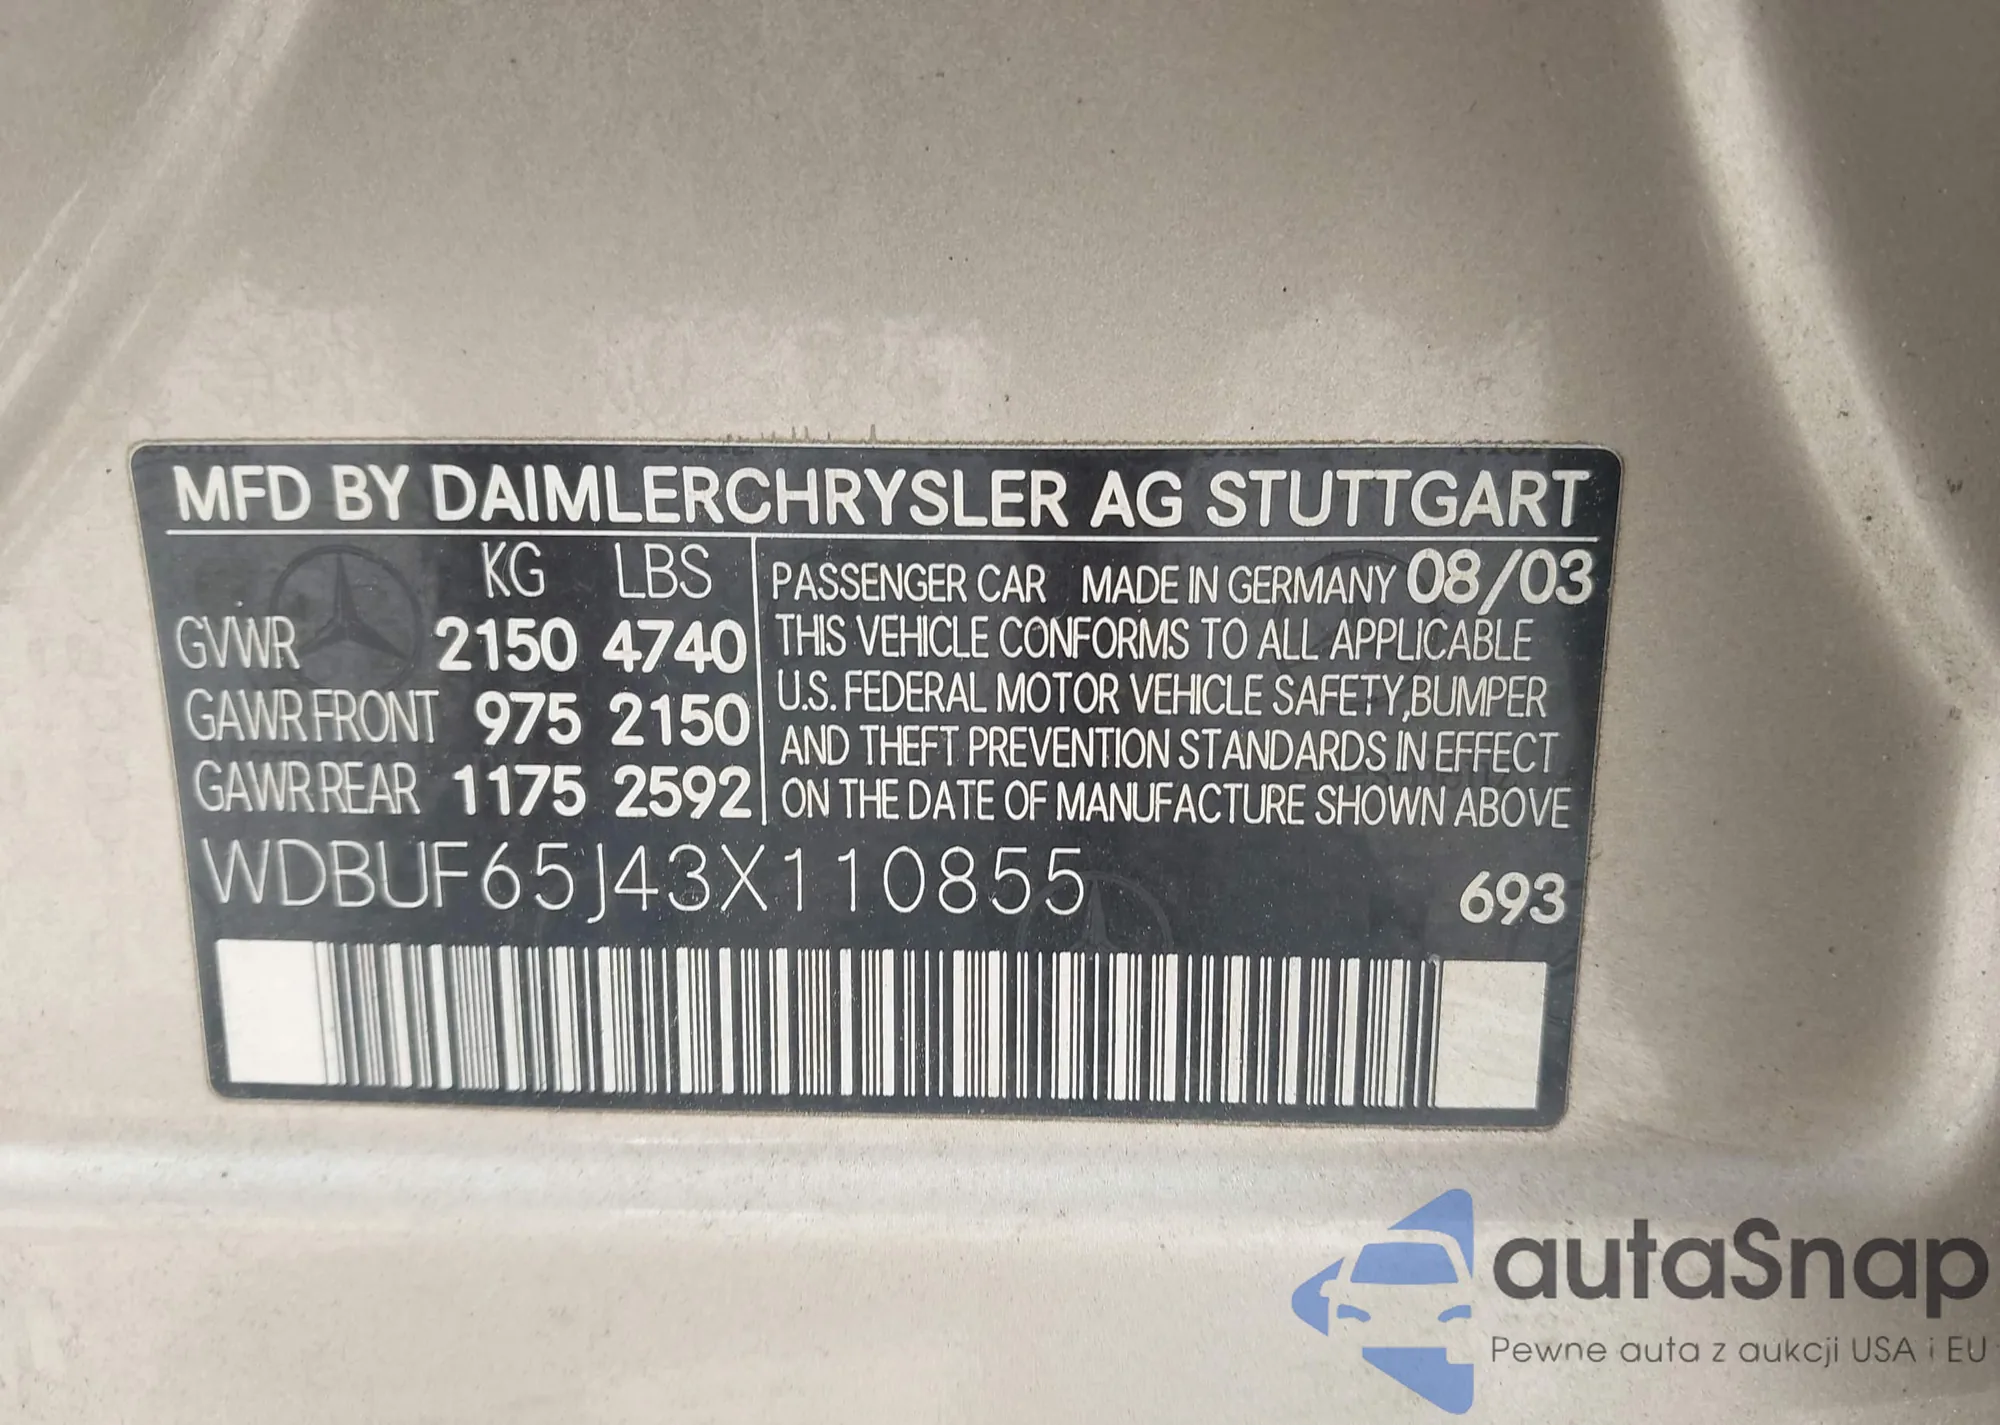 MFD BY DAIMLERCHRYSLER AG STUTTGART
KG LBS
GVWR 2150 4740
GAWR FRONT 975 2150
GAWR REAR 1175 2592
PASSENGER CAR MADE IN GERMANY 08/03
THIS VEHICLE CONFORMS TO ALL APPLICABLE
U.S. FEDERAL MOTOR VEHICLE SAFETY, BUMPER
AND THEFT PREVENTION STANDARDS IN EFFECT
ON THE DATE OF MANUFACTURE SHOWN ABOVE
WDBUF65J43X110855
693
autaSnap
Pewne auta z aukcji USA i EU